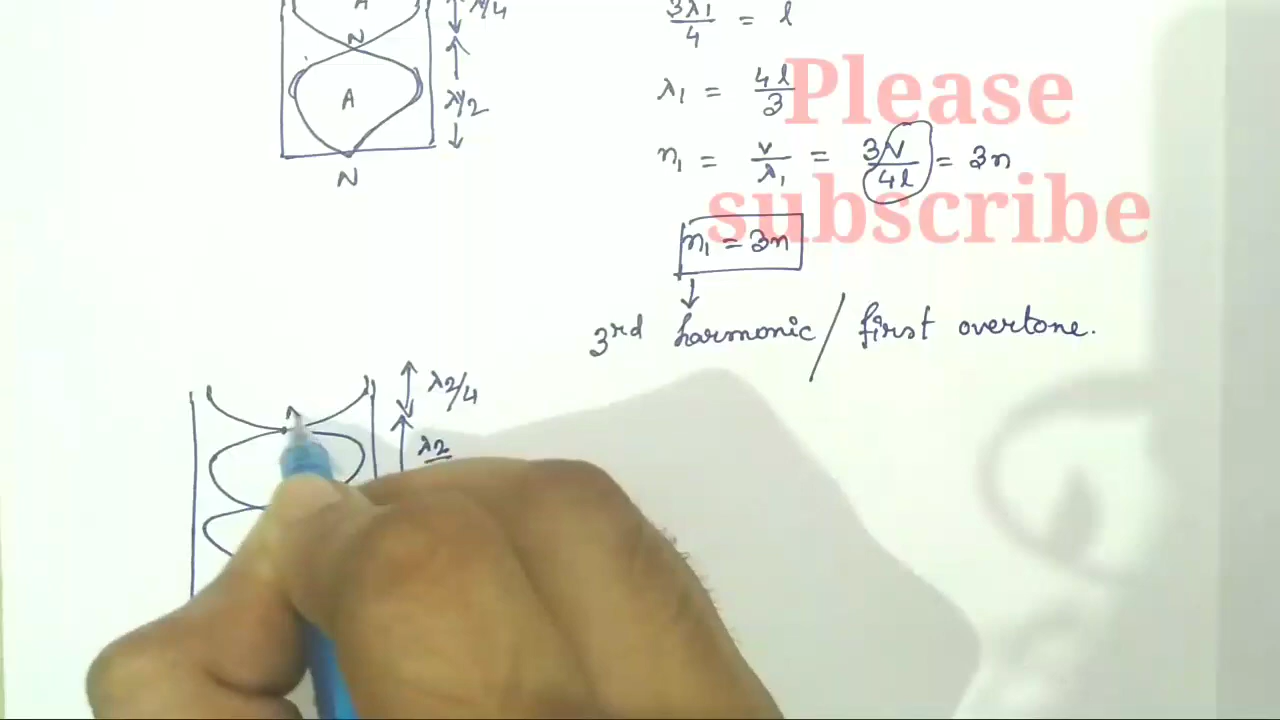 A λ/4
N
A λ/2
N
3λ1/4 = l
λ1 = 4l/3
n1 = v/λ1 = 3v/4l = 3n
n1 = 3n
3rd harmonic / first overtone.
Please
subscribe
λ2/4
λ2